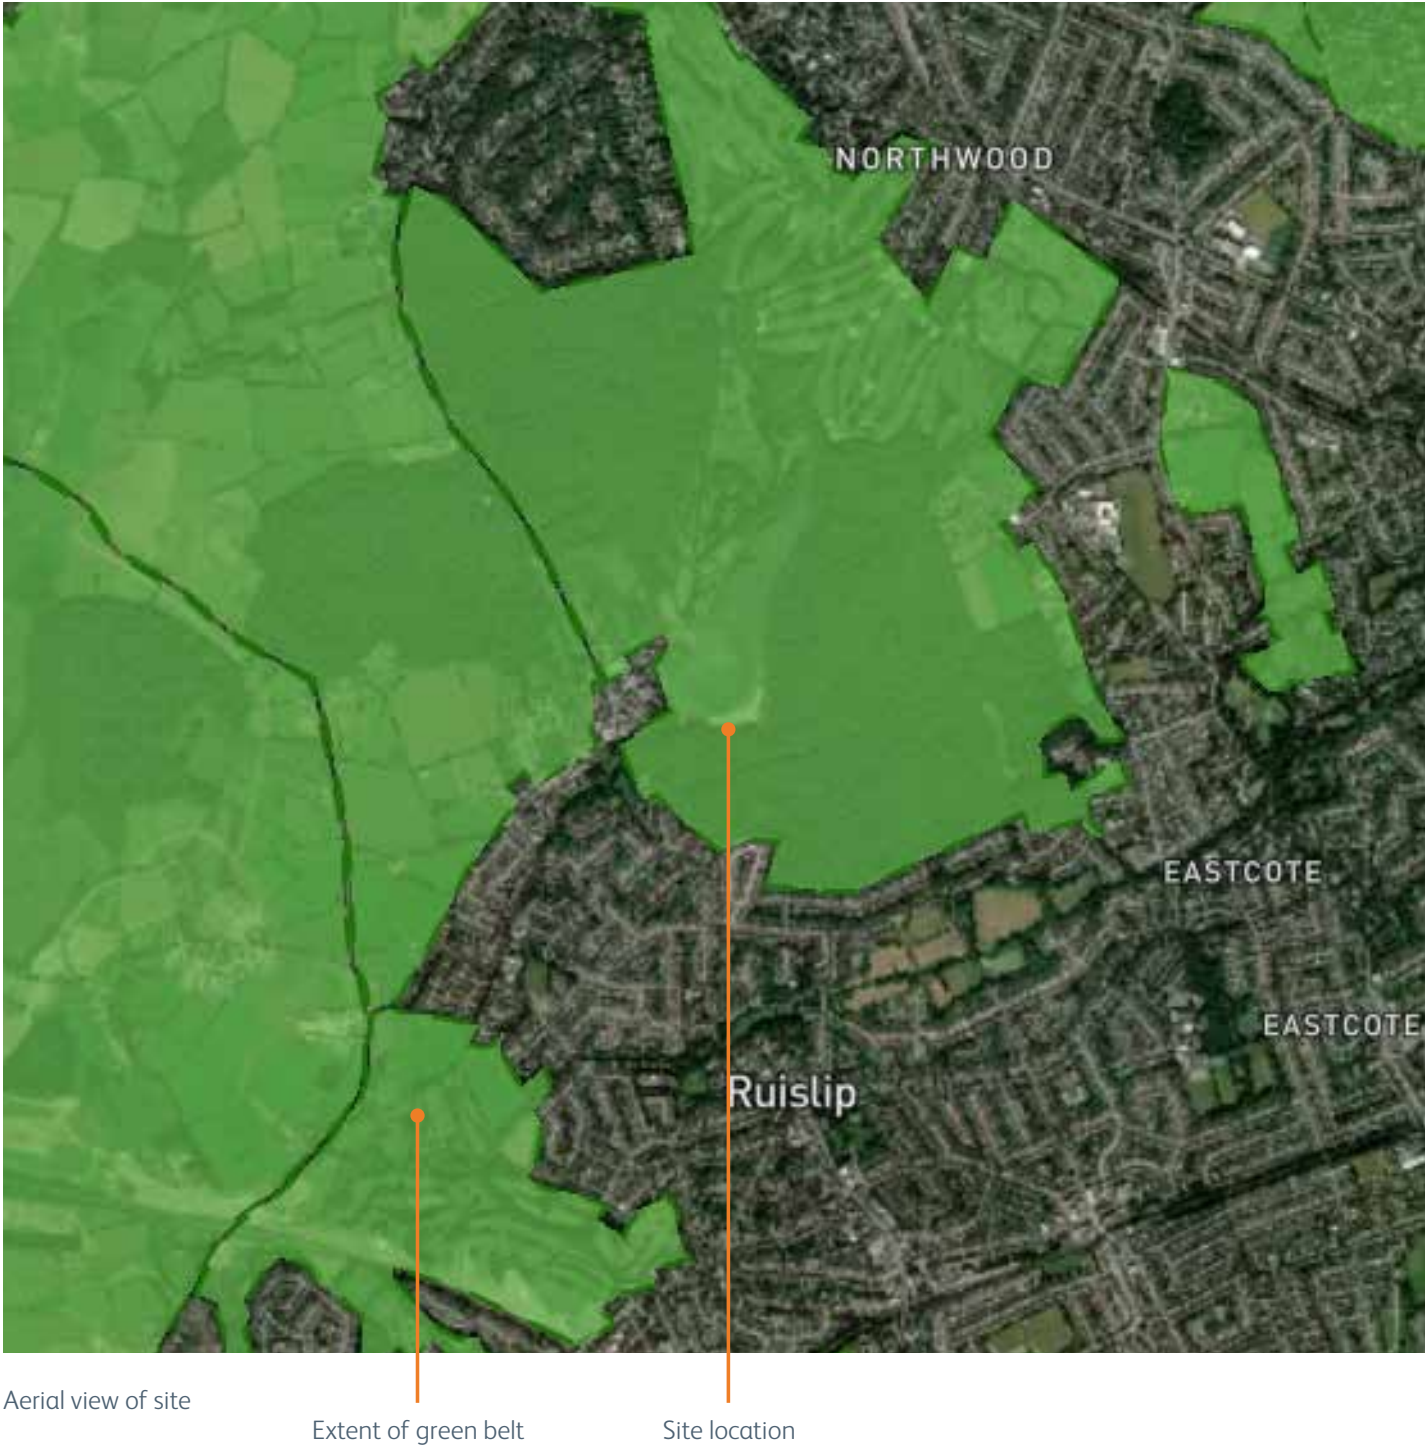 NORTHWOOD
EASTCOTE
EASTCOTE
Ruislip
Aerial view of site
Extent of green belt
Site location